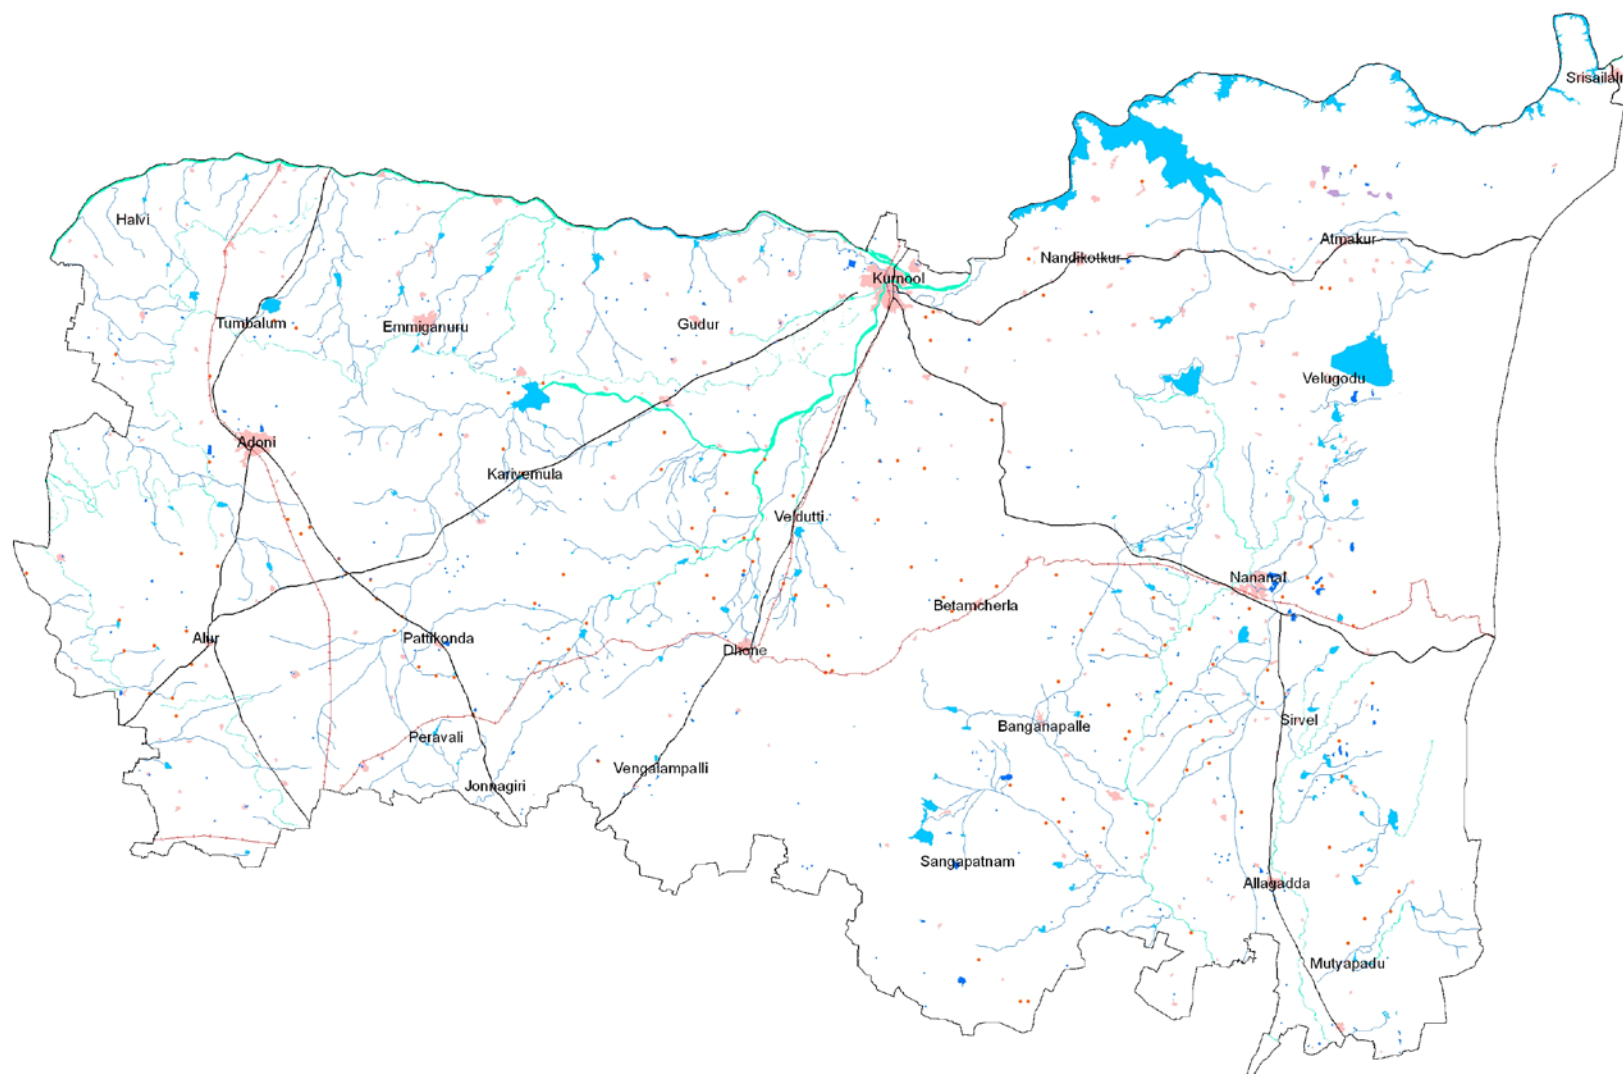 Srisailam
Halvi
Atmakur
Nandikotkur
Kurnool
Tumbalum
Emmiganuru
Gudur
Velugodu
Adoni
Karivemula
Veldutti
Nandyal
Betamcherla
Alur
Pattikonda
Dhone
Sirvel
Banganapalle
Peravali
Vengalampalli
Jonnagiri
Sangapatnam
Allagadda
Mutyapadu